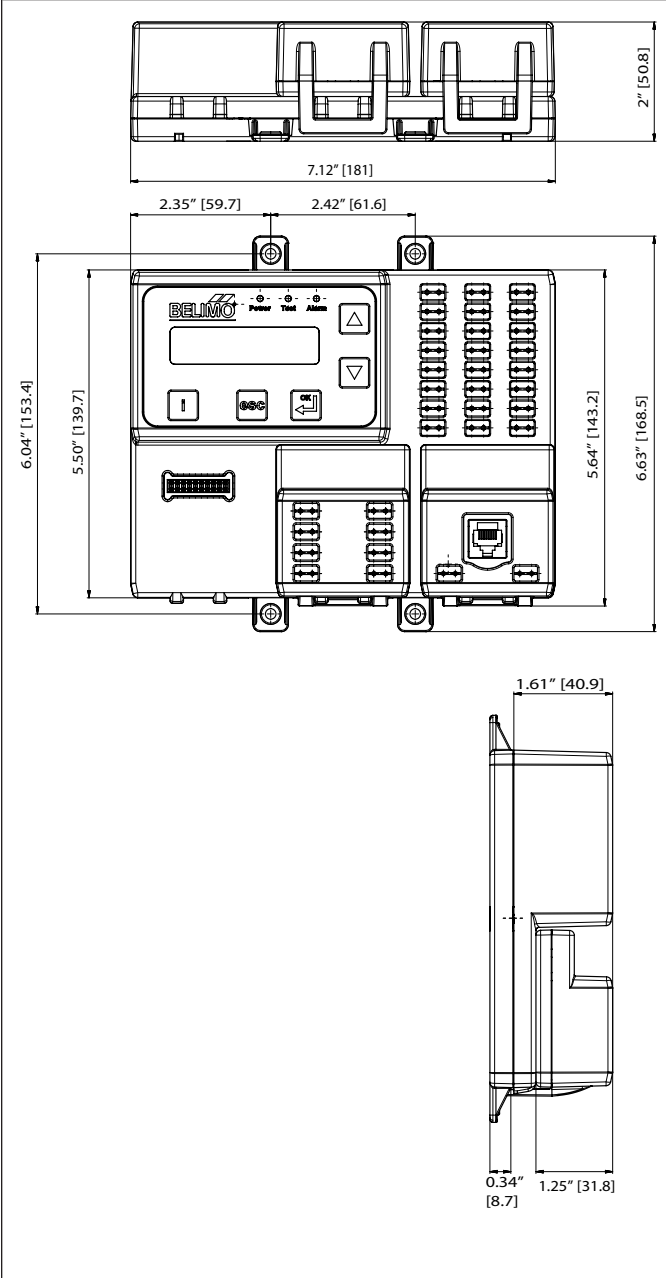 2″ [50.8]
7.12″ [181]
2.35″ [59.7]
2.42″ [61.6]
BELIMO
Power Test Alarm
i
esc
OK
6.04″ [153.4]
5.50″ [139.7]
5.64″ [143.2]
6.63″ [168.5]
1.61″ [40.9]
0.34″
[8.7]
1.25″ [31.8]